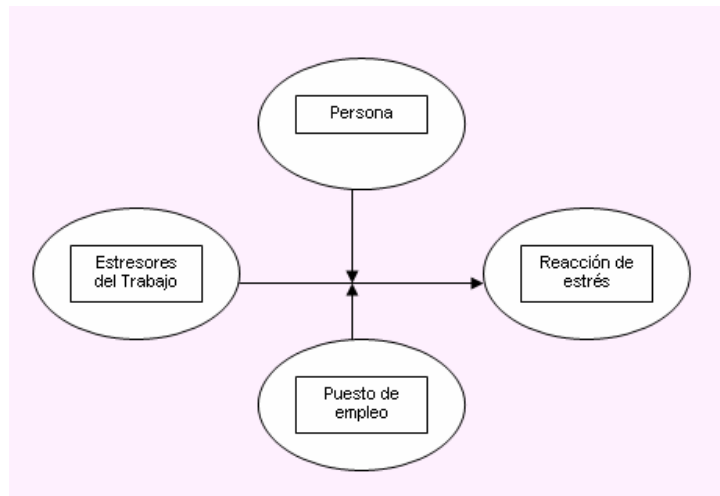 Persona
Estresores
del Trabajo
Reacción de
estrés
Puesto de
empleo